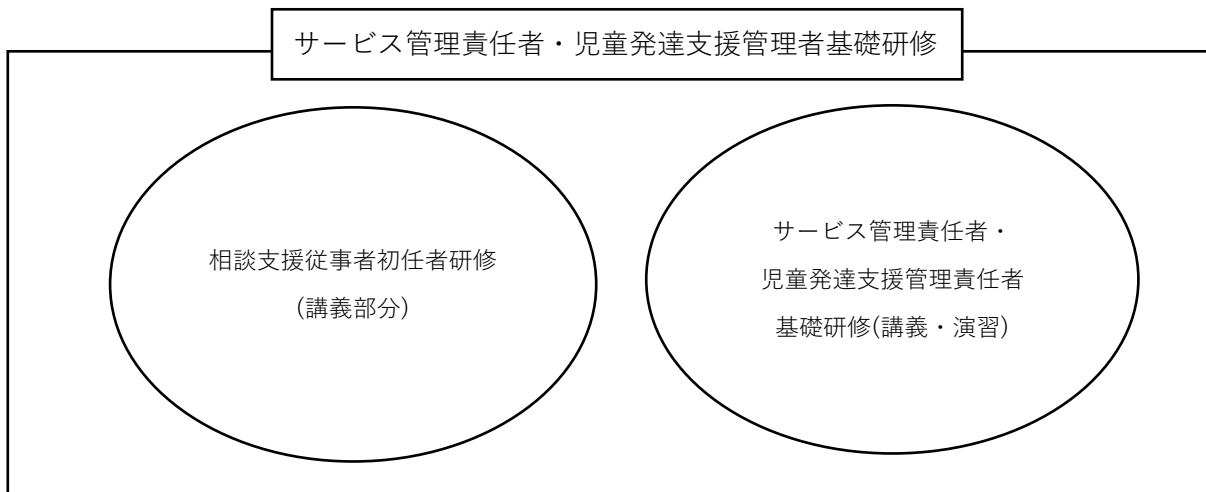 サービス管理責任者・児童発達支援管理者基礎研修
相談支援従事者初任者研修
(講義部分)
サービス管理責任者・
児童発達支援管理責任者
基礎研修(講義・演習)